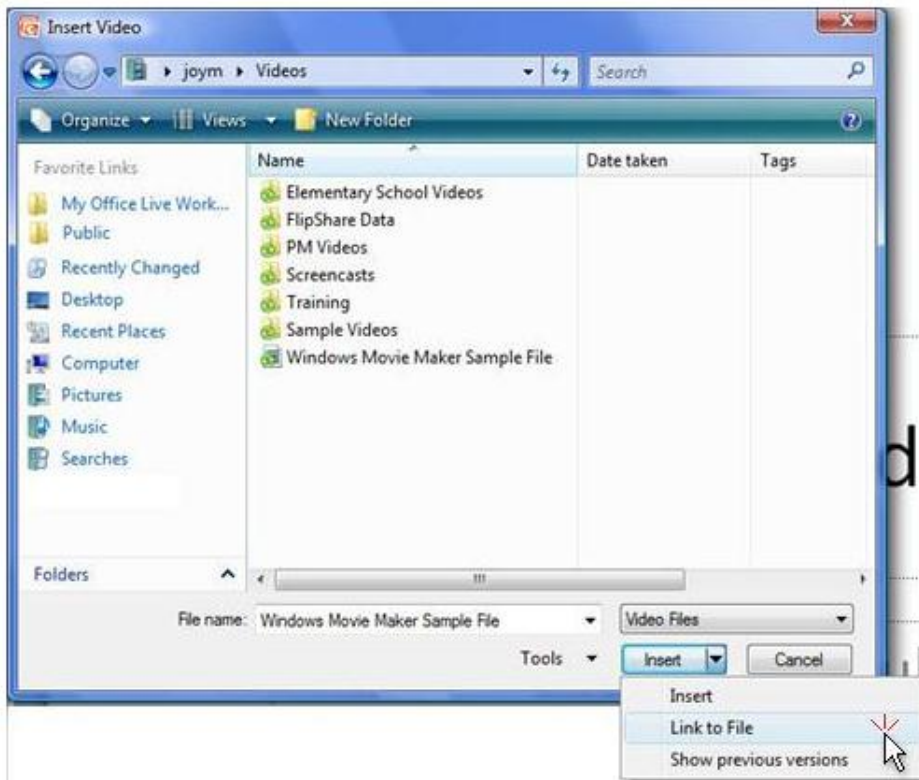 Insert Video
joym Videos Search
Organize Views New Folder
Favorite Links
My Office Live Work...
Public
Recently Changed
Desktop
Recent Places
Computer
Pictures
Music
Searches
Folders
Name Date taken Tags
Elementary School Videos
FlipShare Data
PM Videos
Screencasts
Training
Sample Videos
Windows Movie Maker Sample File
File name: Windows Movie Maker Sample File Video Files
Tools Insert Cancel
Insert
Link to File
Show previous versions
d